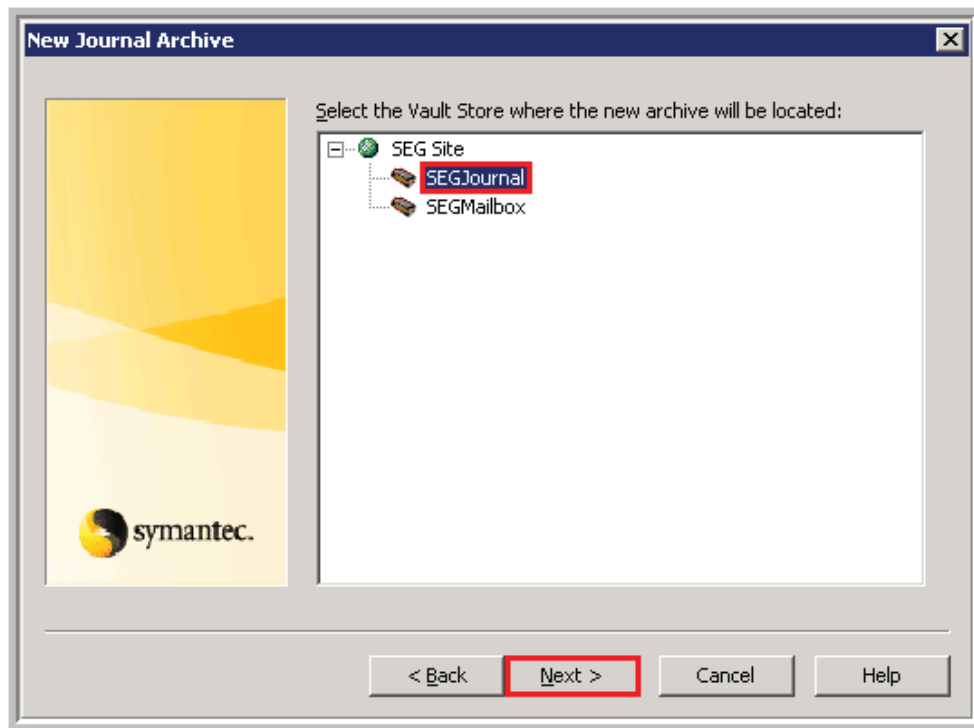 New Journal Archive
Select the Vault Store where the new archive will be located:
SEG Site
SEGJournal
SEGMailbox
symantec.
< Back
Next >
Cancel
Help